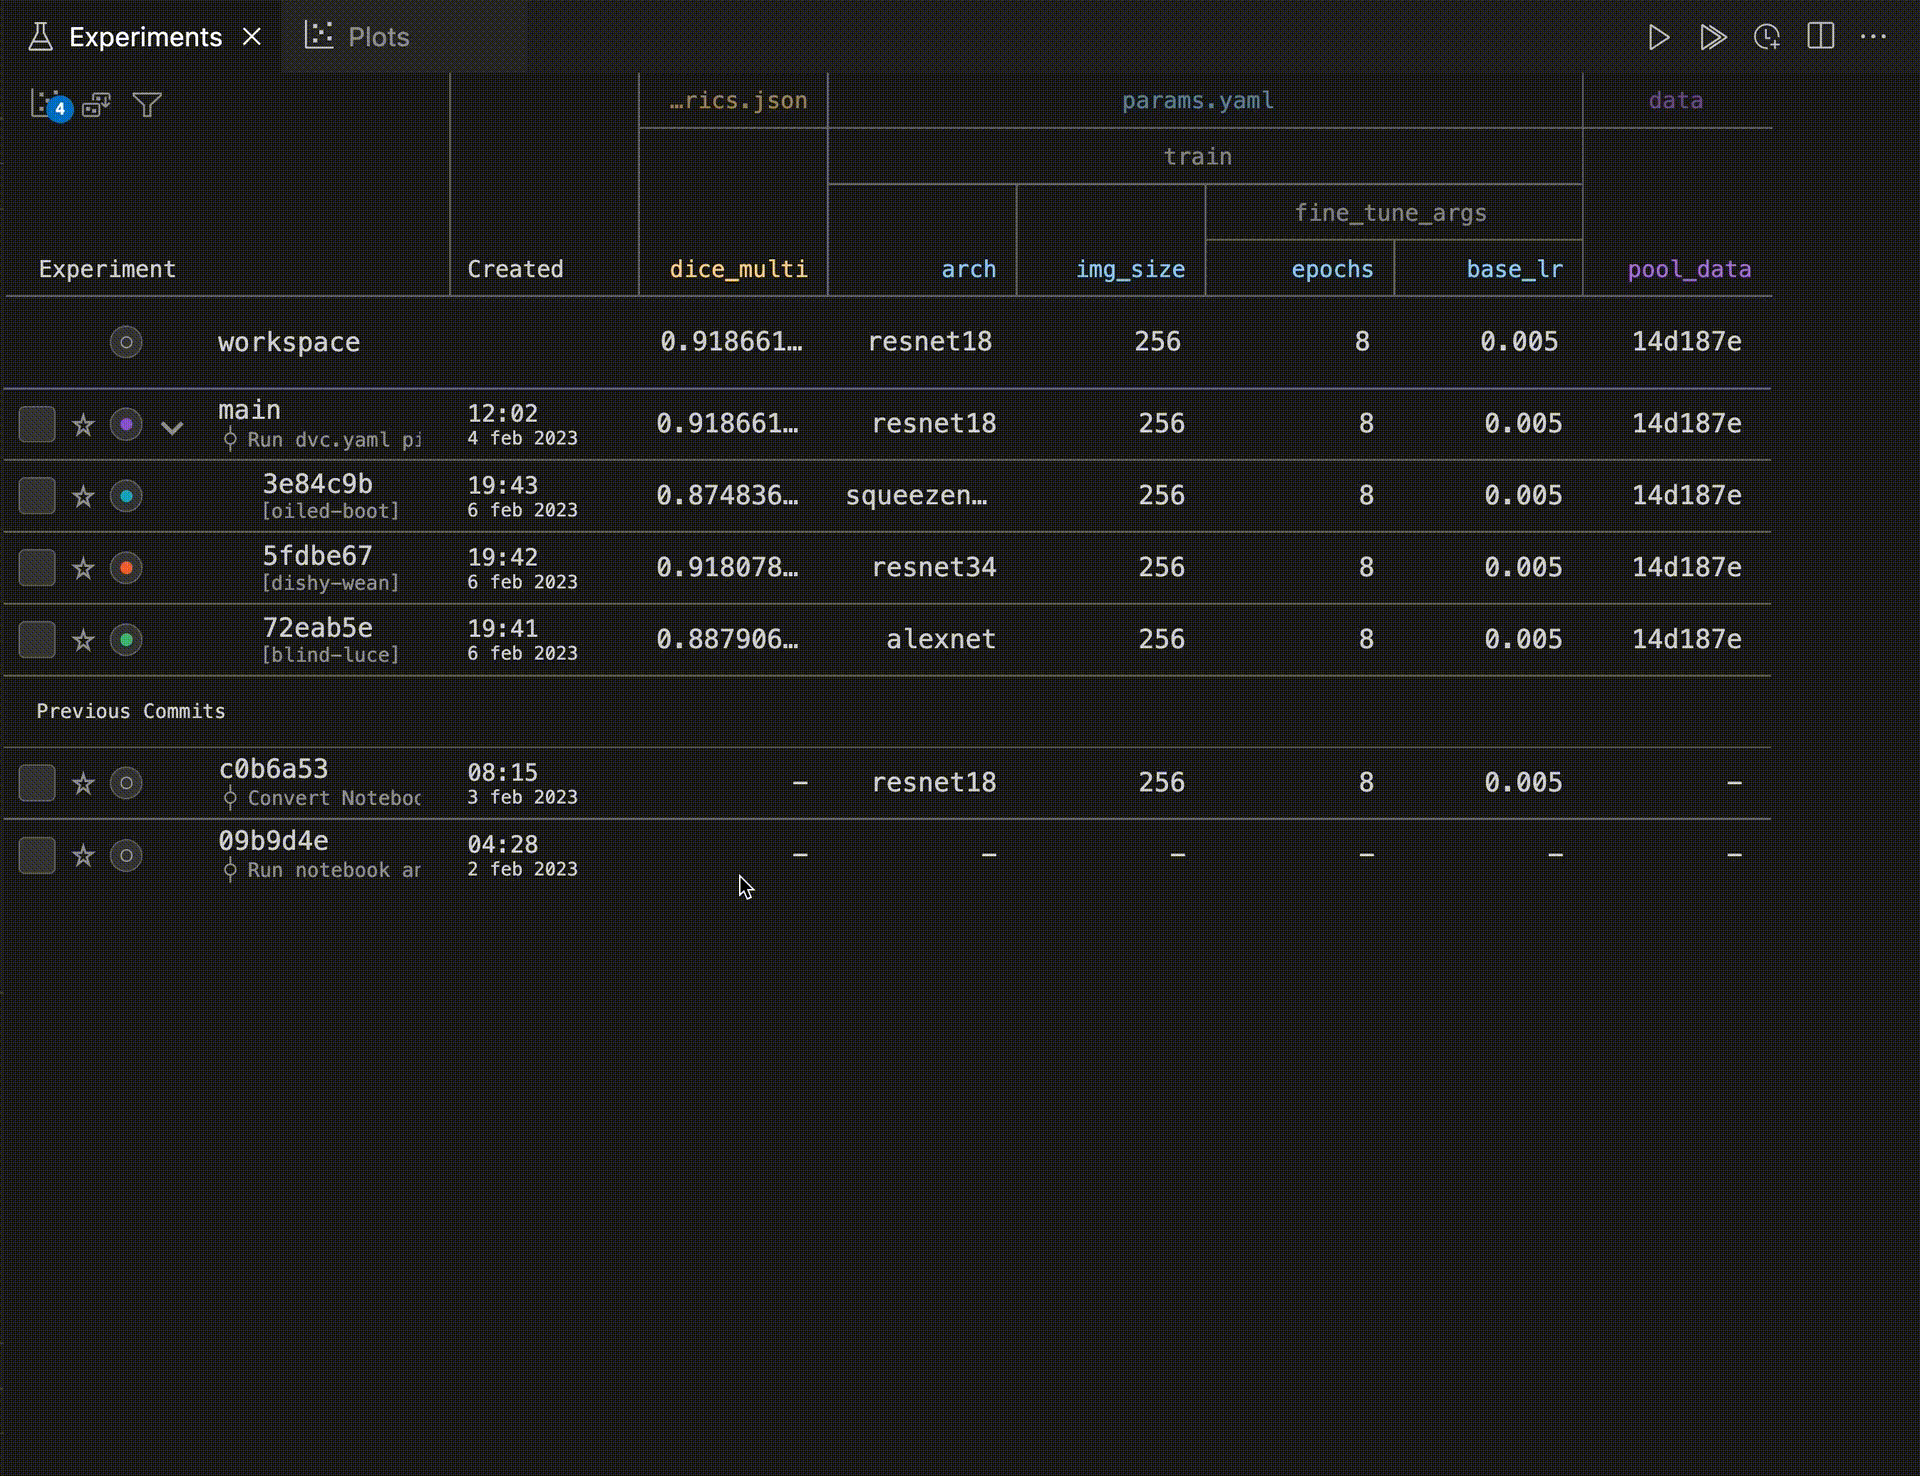 Experiments Plots
4
…rics.json params.yaml data
train
fine_tune_args
Experiment Created dice_multi arch img_size epochs base_lr pool_data
workspace 0.918661… resnet18 256 8 0.005 14d187e
main 12:02 0.918661… resnet18 256 8 0.005 14d187e
Run dvc.yaml pi 4 feb 2023
3e84c9b 19:43 0.874836… squeezen… 256 8 0.005 14d187e
[oiled-boot] 6 feb 2023
5fdbe67 19:42 0.918078… resnet34 256 8 0.005 14d187e
[dishy-wean] 6 feb 2023
72eab5e 19:41 0.887906… alexnet 256 8 0.005 14d187e
[blind-luce] 6 feb 2023
Previous Commits
c0b6a53 08:15 – resnet18 256 8 0.005 –
Convert Noteboo 3 feb 2023
09b9d4e 04:28 – – – – – –
Run notebook an 2 feb 2023